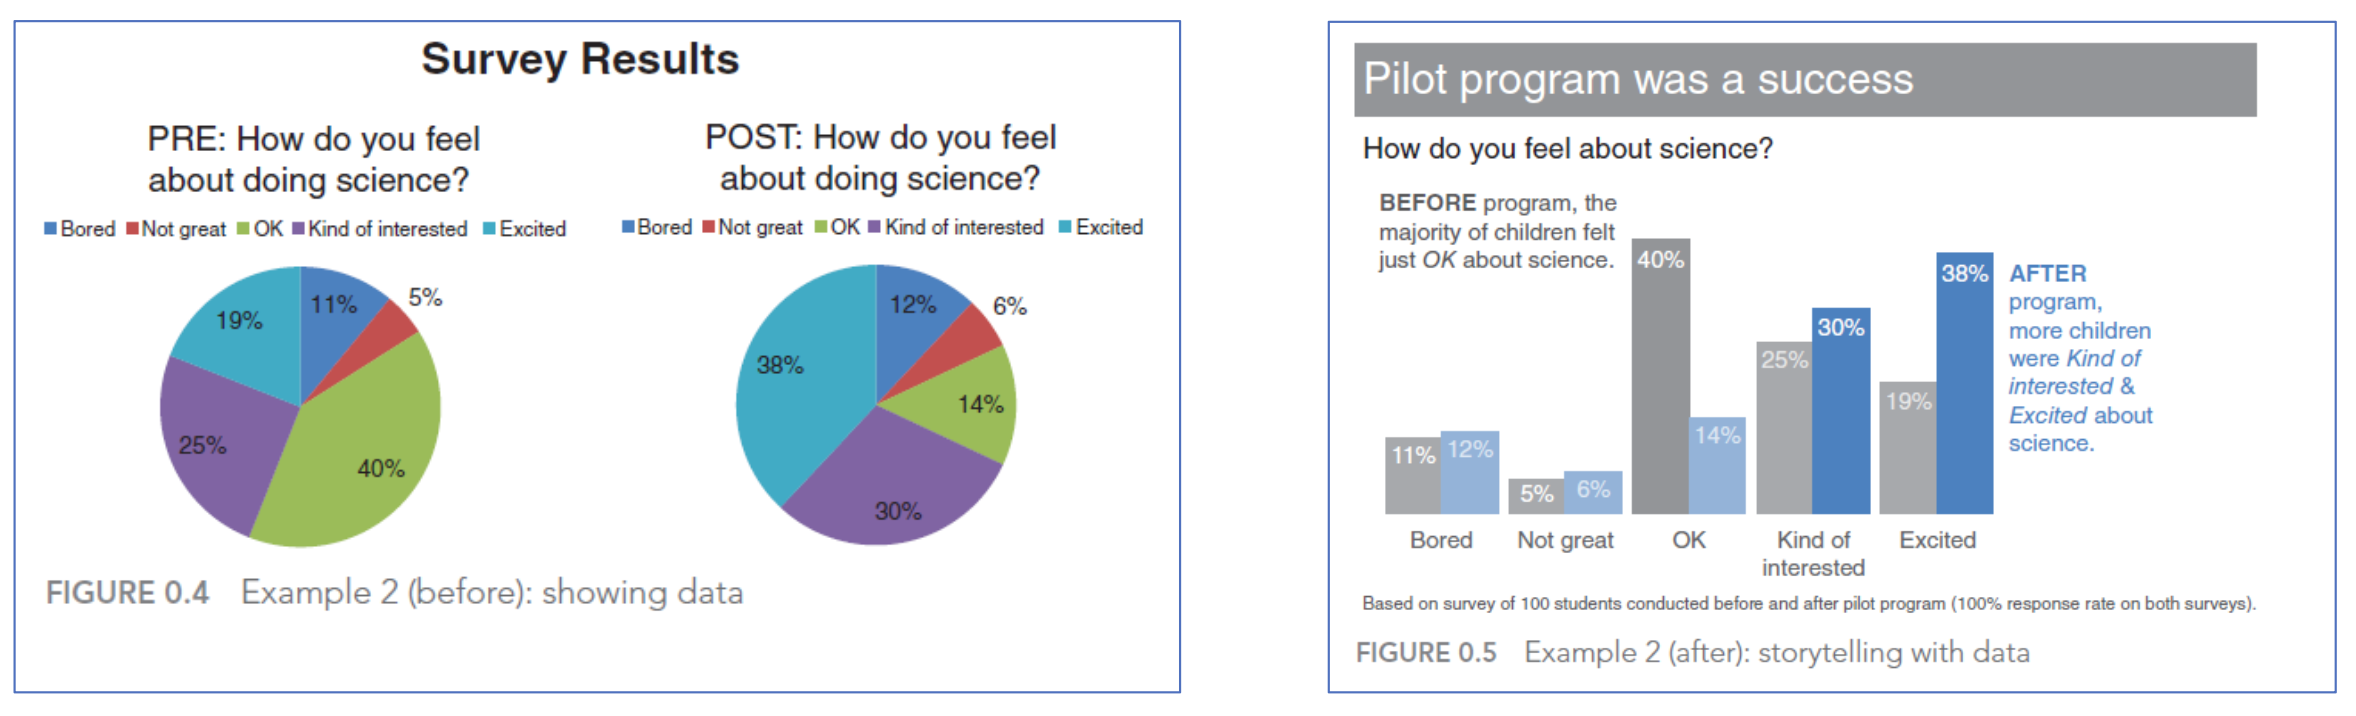 Survey Results
PRE: How do you feel
about doing science?
Bored Not great OK Kind of interested Excited
11%
5%
40%
25%
19%
POST: How do you feel
about doing science?
Bored Not great OK Kind of interested Excited
12%
6%
14%
30%
38%
FIGURE 0.4 Example 2 (before): showing data
Pilot program was a success
How do you feel about science?
BEFORE program, the
majority of children felt
just OK about science.
11% 12%
5% 6%
40% 14%
25% 30%
19% 38%
AFTER
program,
more children
were Kind of
interested &
Excited about
science.
Bored Not great OK Kind of Excited
interested
Based on survey of 100 students conducted before and after pilot program (100% response rate on both surveys).
FIGURE 0.5 Example 2 (after): storytelling with data